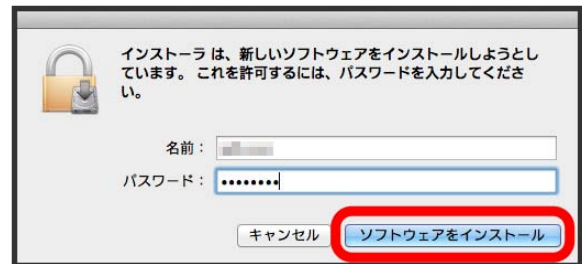 インストーラ は、新しいソフトウェアをインストールしようとし
ています。 これを許可するには、パスワードを入力してくださ
い。
名前：
パスワード： ••••••••
キャンセル ソフトウェアをインストール